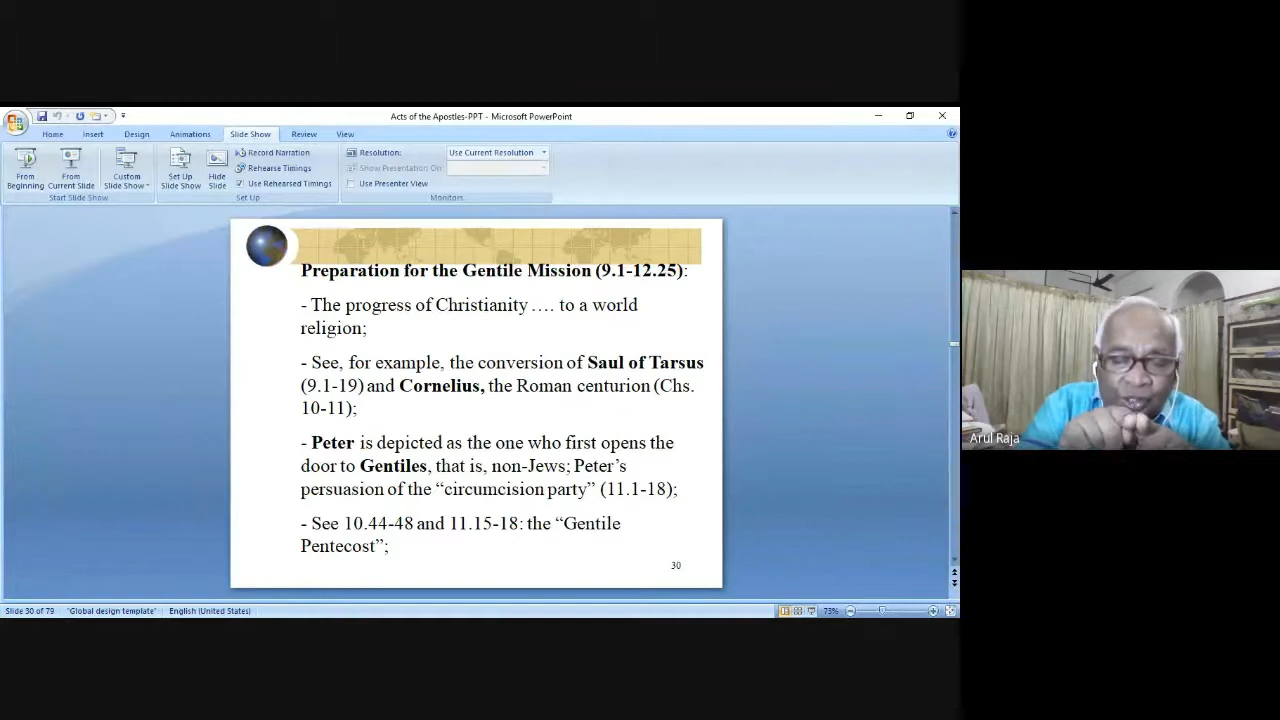 Acts of the Apostles-PPT - Microsoft PowerPoint
Home Insert Design Animations Slide Show Review View
From Beginning
From Current Slide
Custom Slide Show
Start Slide Show
Set Up Slide Show
Hide Slide
Record Narration
Rehearse Timings
Use Rehearsed Timings
Set Up
Resolution: Use Current Resolution
Show Presentation On:
Use Presenter View
Monitors
Preparation for the Gentile Mission (9.1-12.25):
- The progress of Christianity …. to a world
religion;
- See, for example, the conversion of Saul of Tarsus
(9.1-19) and Cornelius, the Roman centurion (Chs.
10-11);
- Peter is depicted as the one who first opens the
door to Gentiles, that is, non-Jews; Peter’s
persuasion of the “circumcision party” (11.1-18);
- See 10.44-48 and 11.15-18: the “Gentile
Pentecost”;
30
Arul Raja
Slide 30 of 79 "Global design template" English (United States) 73%